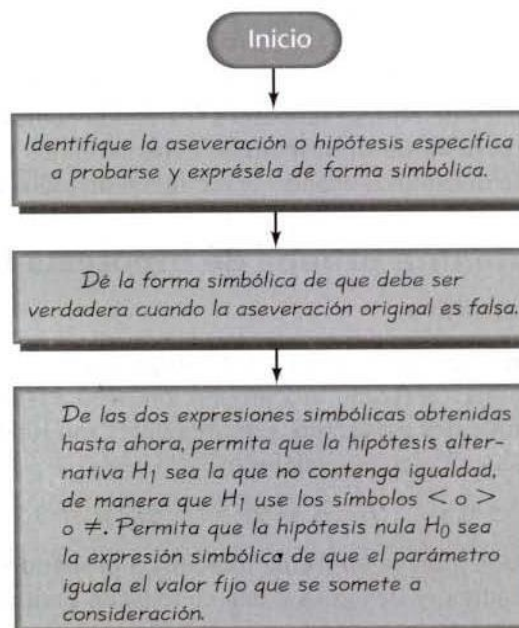 Inicio
Identifique la aseveración o hipótesis específica
a probarse y exprésela de forma simbólica.
Dé la forma simbólica de que debe ser
verdadera cuando la aseveración original es falsa.
De las dos expresiones simbólicas obtenidas
hasta ahora, permita que la hipótesis alter-
nativa H₁ sea la que no contenga igualdad,
de manera que H₁ use los símbolos < o >
o ≠. Permita que la hipótesis nula H₀ sea
la expresión simbólica de que el parámetro
iguala el valor fijo que se somete a
consideración.